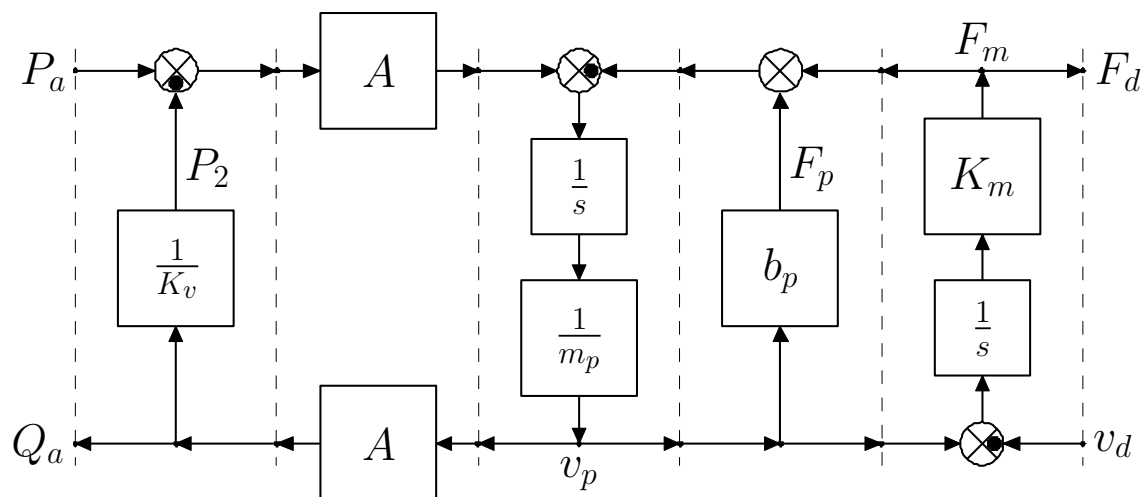 P_a A F_m F_d
P_2 1/s F_p K_m
1/K_v 1/m_p b_p 1/s
Q_a A v_p v_d